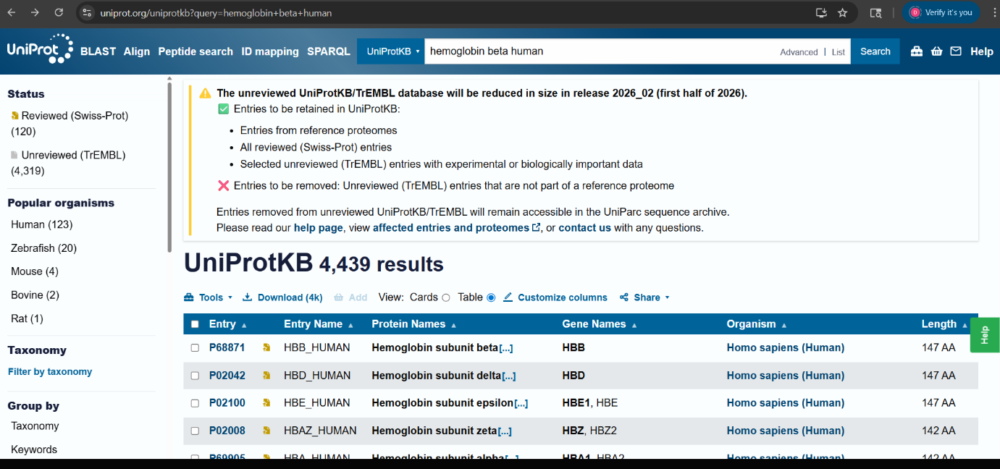 uniprot.org/uniprotkb?query=hemoglobin+beta+human
Verify it's you
UniProt BLAST Align Peptide search ID mapping SPARQL UniProtKB hemoglobin beta human Advanced | List Search Help
Status
Reviewed (Swiss-Prot)
(120)
Unreviewed (TrEMBL)
(4,319)
Popular organisms
Human (123)
Zebrafish (20)
Mouse (4)
Bovine (2)
Rat (1)
Taxonomy
Filter by taxonomy
Group by
Taxonomy
Keywords
The unreviewed UniProtKB/TrEMBL database will be reduced in size in release 2026_02 (first half of 2026).
Entries to be retained in UniProtKB:
• Entries from reference proteomes
• All reviewed (Swiss-Prot) entries
• Selected unreviewed (TrEMBL) entries with experimental or biologically important data
Entries to be removed: Unreviewed (TrEMBL) entries that are not part of a reference proteome
Entries removed from unreviewed UniProtKB/TrEMBL will remain accessible in the UniParc sequence archive.
Please read our help page, view affected entries and proteomes, or contact us with any questions.
UniProtKB 4,439 results
Tools Download (4k) Add View: Cards Table Customize columns Share
Entry Entry Name Protein Names Gene Names Organism Length
P68871 HBB_HUMAN Hemoglobin subunit beta[...] HBB Homo sapiens (Human) 147 AA
P02042 HBD_HUMAN Hemoglobin subunit delta[...] HBD Homo sapiens (Human) 147 AA
P02100 HBE_HUMAN Hemoglobin subunit epsilon[...] HBE1, HBE Homo sapiens (Human) 147 AA
P02008 HBAZ_HUMAN Hemoglobin subunit zeta[...] HBZ, HBZ2 Homo sapiens (Human) 142 AA
P69905 HBA_HUMAN Hemoglobin subunit alpha[...] HBA1, HBA2 Homo sapiens (Human) 142 AA
Help